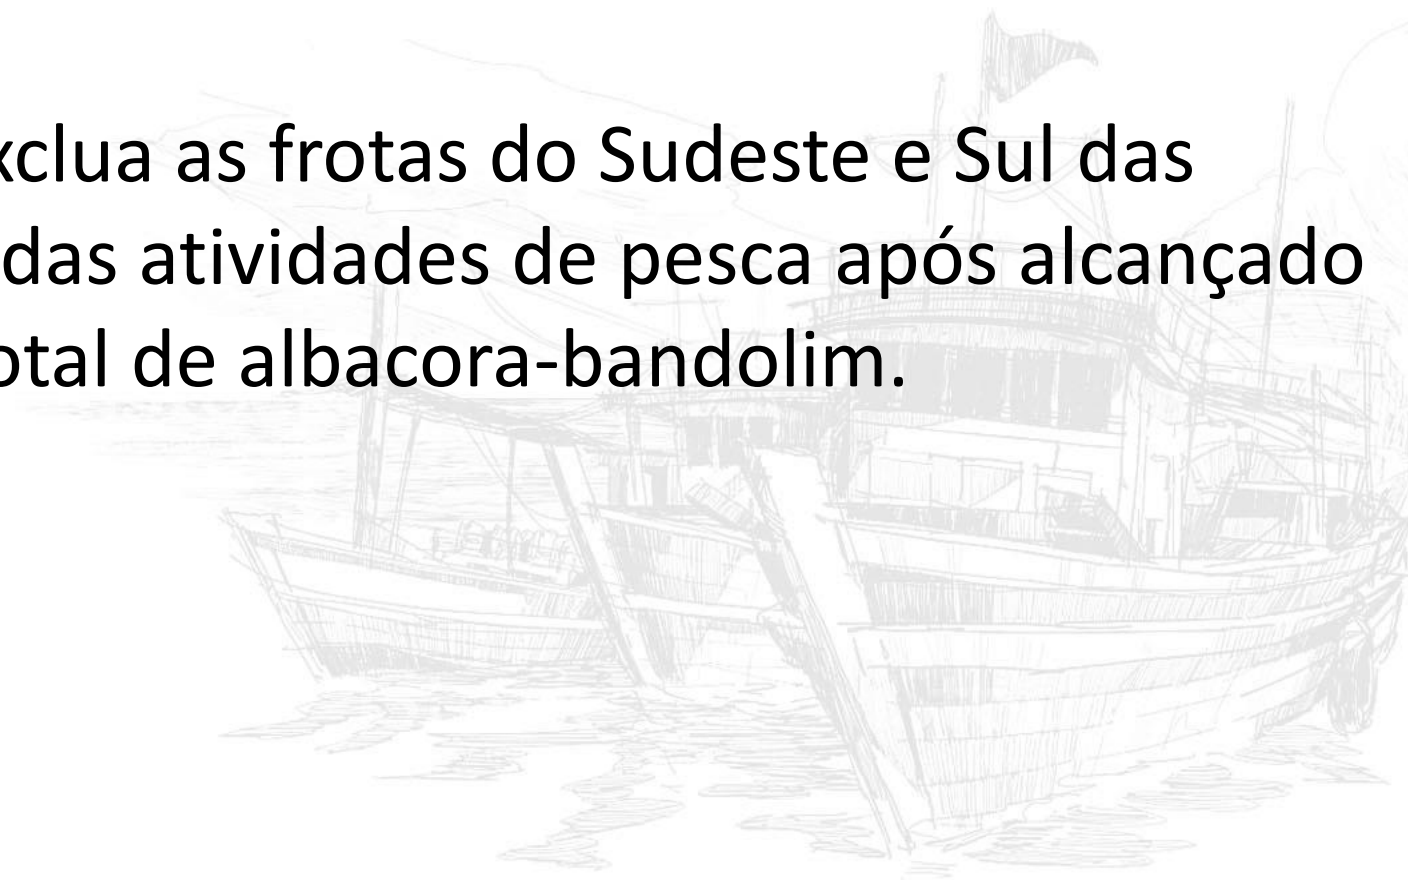 xclua as frotas do Sudeste e Sul das
das atividades de pesca após alcançado
otal de albacora-bandolim.